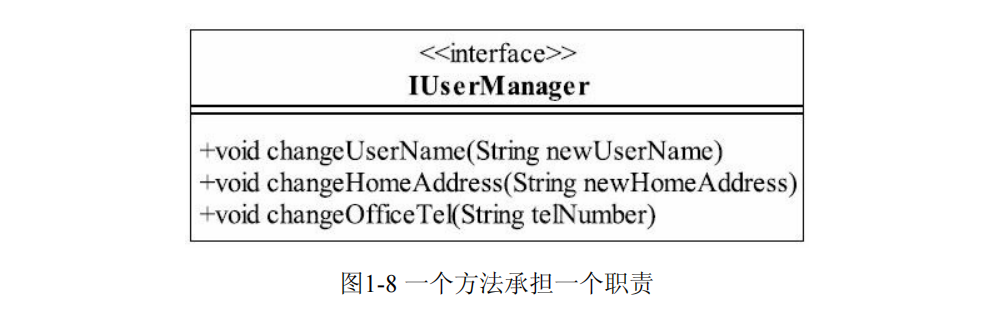 <<interface>>
IUserManager
+void changeUserName(String newUserName)
+void changeHomeAddress(String newHomeAddress)
+void changeOfficeTel(String telNumber)
图1-8 一个方法承担一个职责